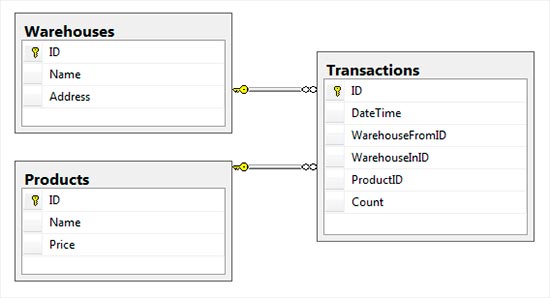 Warehouses
ID
Name
Address
Products
ID
Name
Price
Transactions
ID
DateTime
WarehouseFromID
WarehouseInID
ProductID
Count